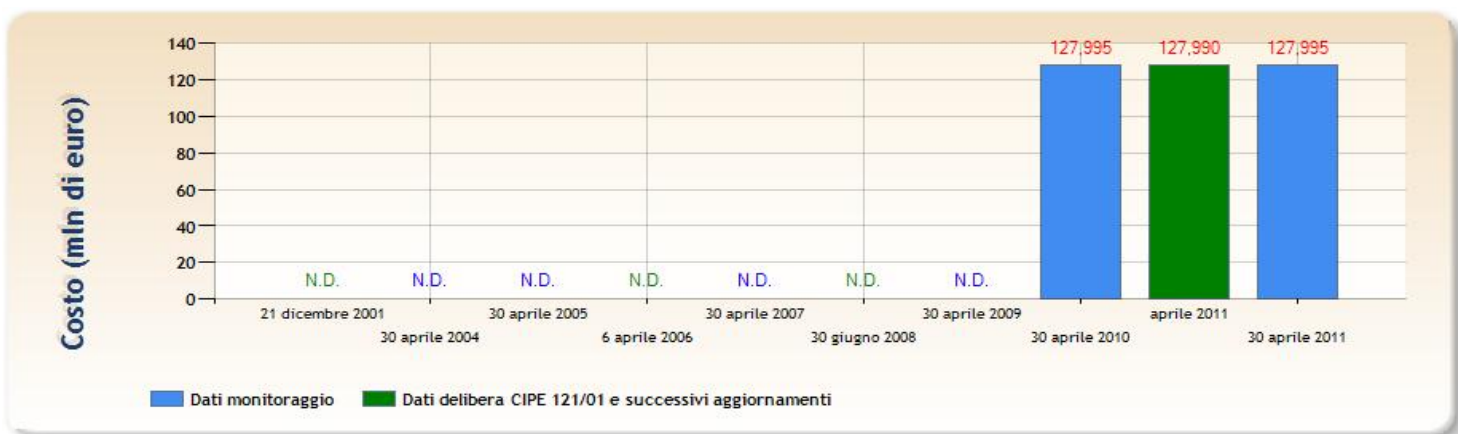 Costo (mln di euro)
140
120
100
80
60
40
20
0
127,995
127,990
127,995
N.D.
N.D.
N.D.
N.D.
N.D.
N.D.
N.D.
21 dicembre 2001
30 aprile 2004
30 aprile 2005
6 aprile 2006
30 aprile 2007
30 giugno 2008
30 aprile 2009
30 aprile 2010
aprile 2011
30 aprile 2011
Dati monitoraggio
Dati delibera CIPE 121/01 e successivi aggiornamenti